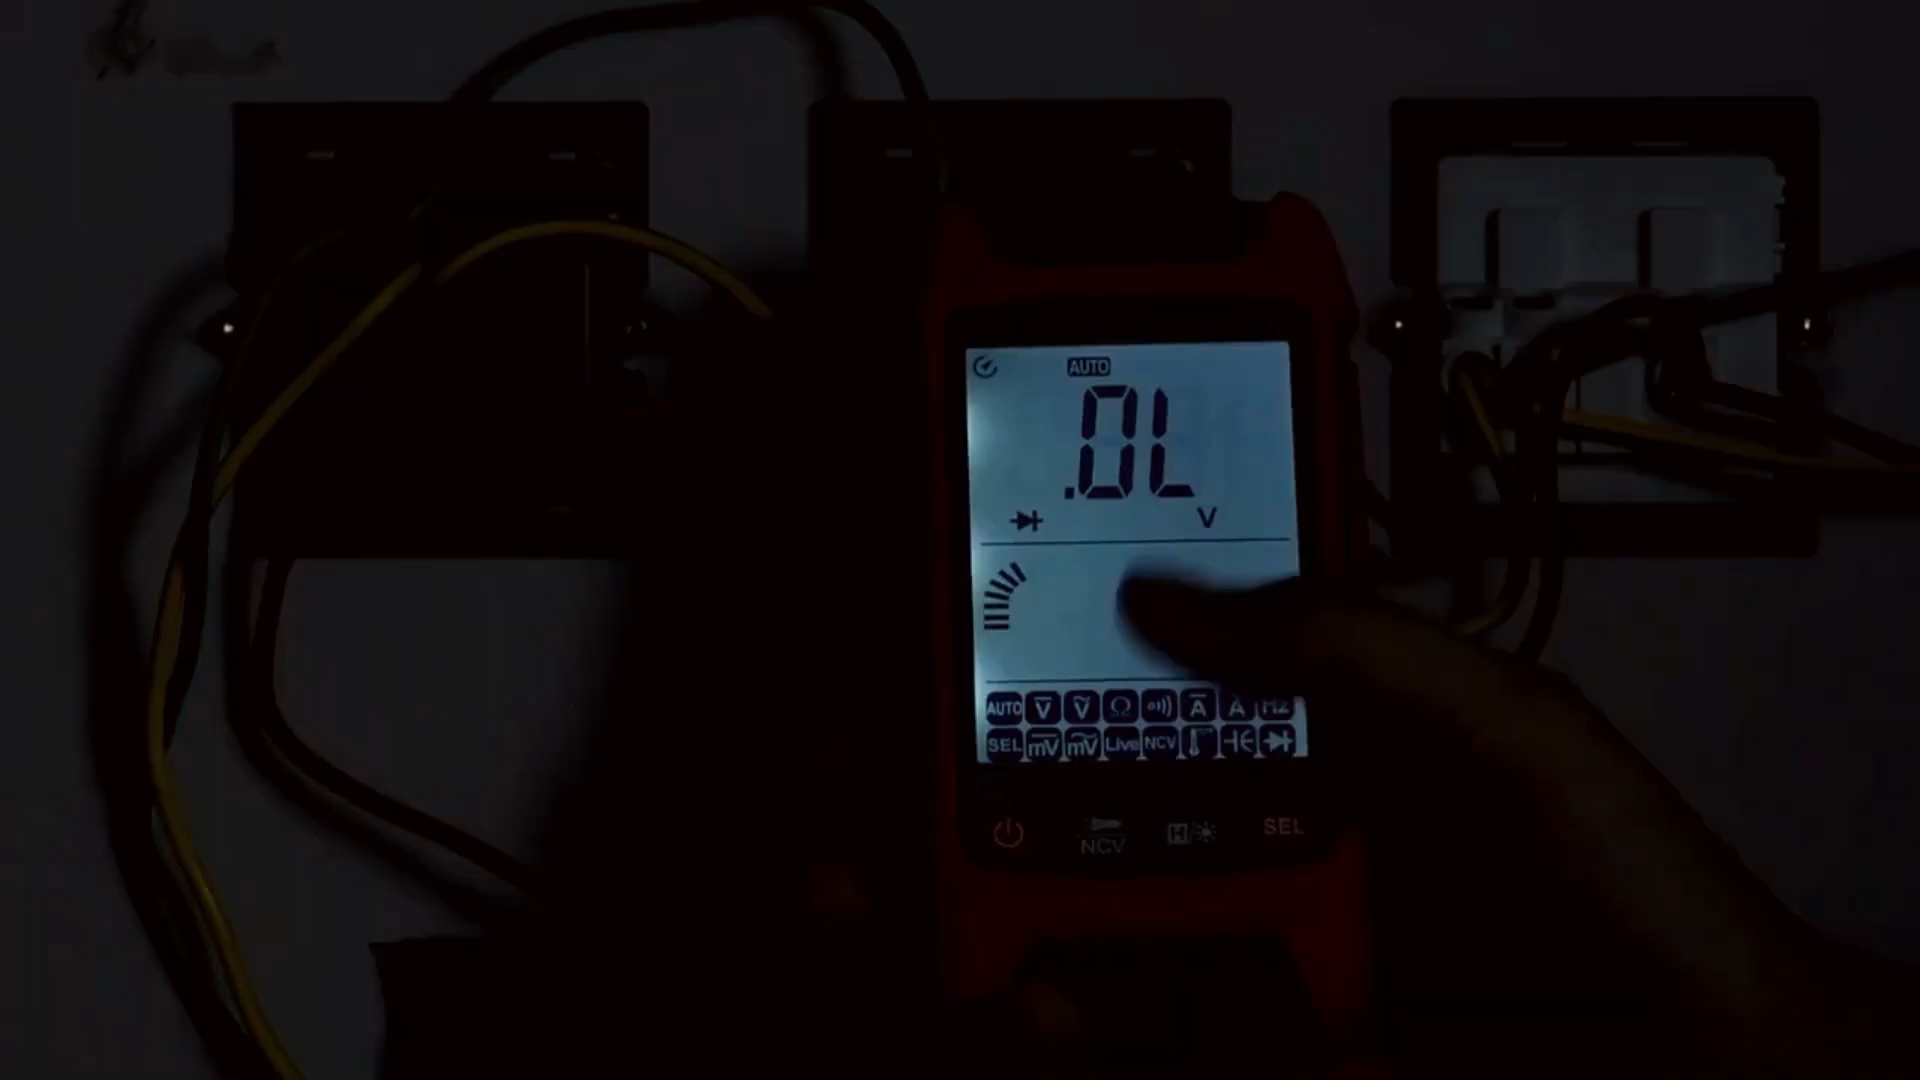 AUTO
.0L
V
AUTO V V Ω A A Hz
SEL mV mV Live NCV
NCV
H
SEL